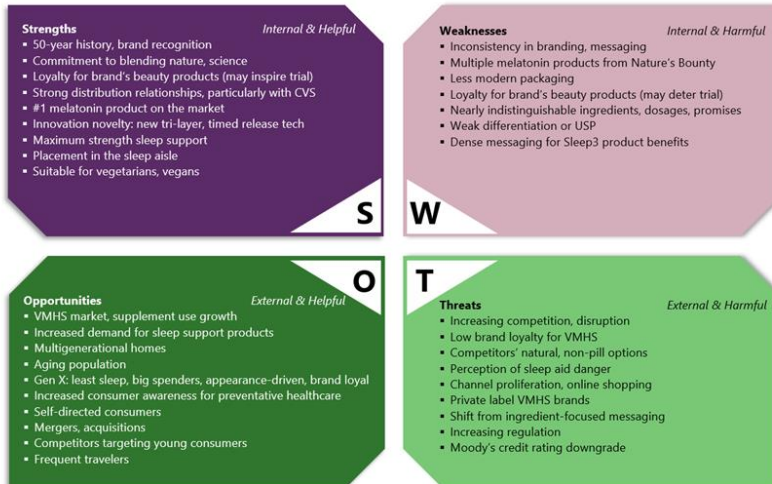 Strengths
Internal & Helpful
▪ 50-year history, brand recognition
▪ Commitment to blending nature, science
▪ Loyalty for brand's beauty products (may inspire trial)
▪ Strong distribution relationships, particularly with CVS
▪ #1 melatonin product on the market
▪ Innovation novelty: new tri-layer, timed release tech
▪ Maximum strength sleep support
▪ Placement in the sleep aisle
▪ Suitable for vegetarians, vegans
S
Weaknesses
Internal & Harmful
▪ Inconsistency in branding, messaging
▪ Multiple melatonin products from Nature's Bounty
▪ Less modern packaging
▪ Loyalty for brand's beauty products (may deter trial)
▪ Nearly indistinguishable ingredients, dosages, promises
▪ Weak differentiation or USP
▪ Dense messaging for Sleep3 product benefits
W
O
Opportunities
External & Helpful
▪ VMHS market, supplement use growth
▪ Increased demand for sleep support products
▪ Multigenerational homes
▪ Aging population
▪ Gen X: least sleep, big spenders, appearance-driven, brand loyal
▪ Increased consumer awareness for preventative healthcare
▪ Self-directed consumers
▪ Mergers, acquisitions
▪ Competitors targeting young consumers
▪ Frequent travelers
T
Threats
External & Harmful
▪ Increasing competition, disruption
▪ Low brand loyalty for VMHS
▪ Competitors' natural, non-pill options
▪ Perception of sleep aid danger
▪ Channel proliferation, online shopping
▪ Private label VMHS brands
▪ Shift from ingredient-focused messaging
▪ Increasing regulation
▪ Moody's credit rating downgrade